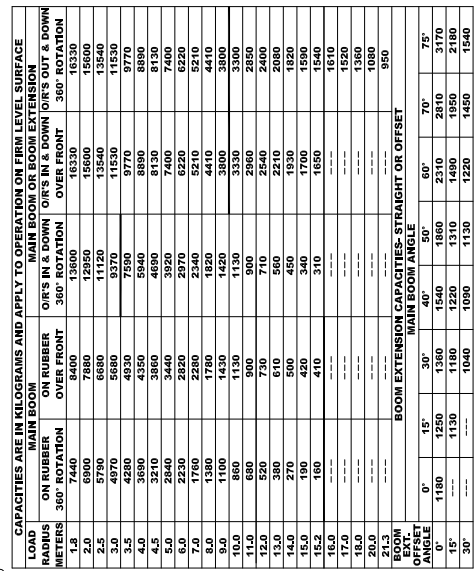 CAPACITIES ARE IN KILOGRAMS AND APPLY TO OPERATION ON FIRM LEVEL SURFACE
LOAD MAIN BOOM MAIN BOOM OR BOOM EXTENSION
RADIUS ON RUBBER ON RUBBER O/R'S IN & DOWN O/R'S IN & DOWN O/R'S OUT & DOWN
METERS 360° ROTATION OVER FRONT 360° ROTATION OVER FRONT 360° ROTATION
1.8 7440 8400 13600 16330 16330
2.0 6900 7880 12950 15600 15600
2.5 5790 6680 11120 13540 13540
3.0 4970 5680 9370 11530 11530
3.5 4280 4930 7590 9770 9770
4.0 3690 4350 5940 8890 8890
4.5 3210 3860 4690 8130 8130
5.0 2840 3440 3920 7400 7400
6.0 2230 2820 2970 6220 6220
7.0 1760 2280 2340 5210 5210
8.0 1380 1780 1820 4410 4410
9.0 1100 1430 1420 3800 3800
10.0 860 1130 1130 3330 3300
11.0 680 900 900 2960 2850
12.0 520 730 710 2540 2400
13.0 380 610 560 2210 2080
14.0 270 500 450 1930 1820
15.0 190 420 340 1700 1590
15.2 160 410 310 1650 1540
16.0 --- --- --- --- 1610
17.0 --- --- --- --- 1520
18.0 --- --- --- --- 1360
20.0 --- --- --- --- 1080
21.3 --- --- --- --- 950
BOOM BOOM EXTENSION CAPACITIES- STRAIGHT OR OFFSET
EXT. MAIN BOOM ANGLE
OFFSET
ANGLE 0° 15° 30° 40° 50° 60° 70° 75°
0° 1180 1250 1360 1540 1860 2310 2810 3170
15° 1130 1180 1220 1310 1490 1950 2180
30° --- 1040 1090 1130 1220 1450 1540